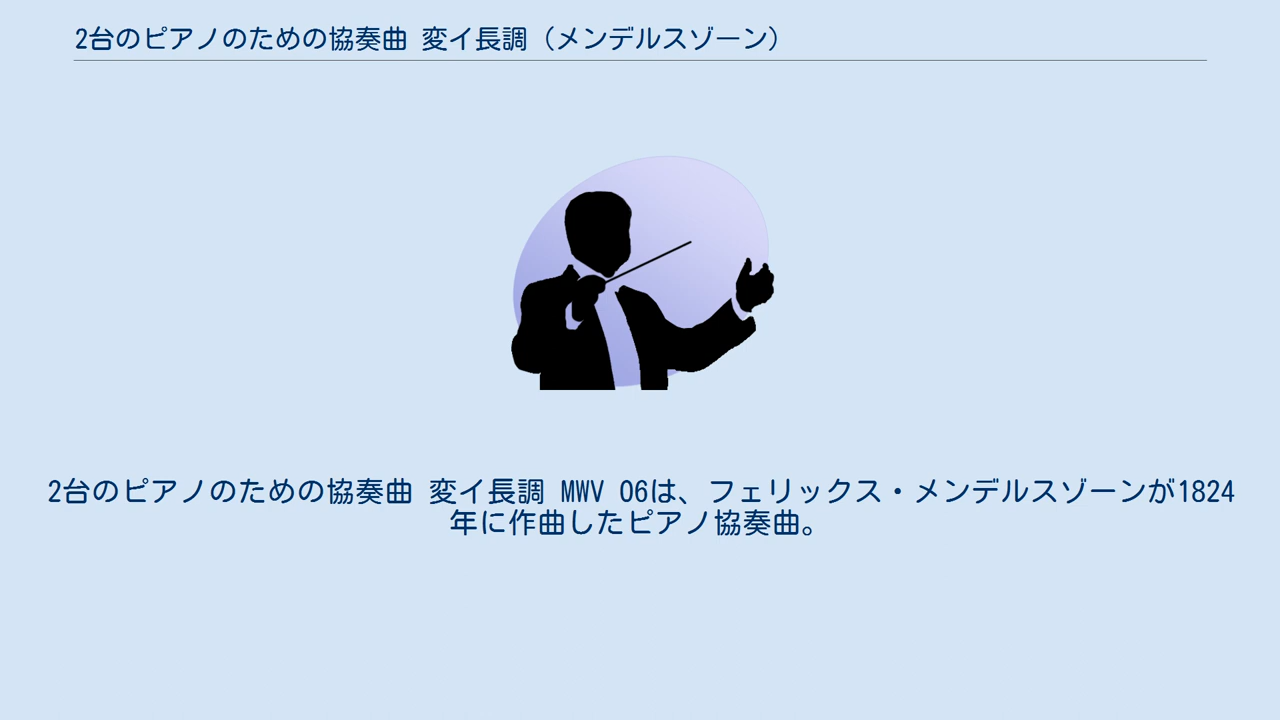 2台のピアノのための協奏曲 変イ長調（メンデルスゾーン）
2台のピアノのための協奏曲 変イ長調 MWV O6は、フェリックス・メンデルスゾーンが1824
年に作曲したピアノ協奏曲。